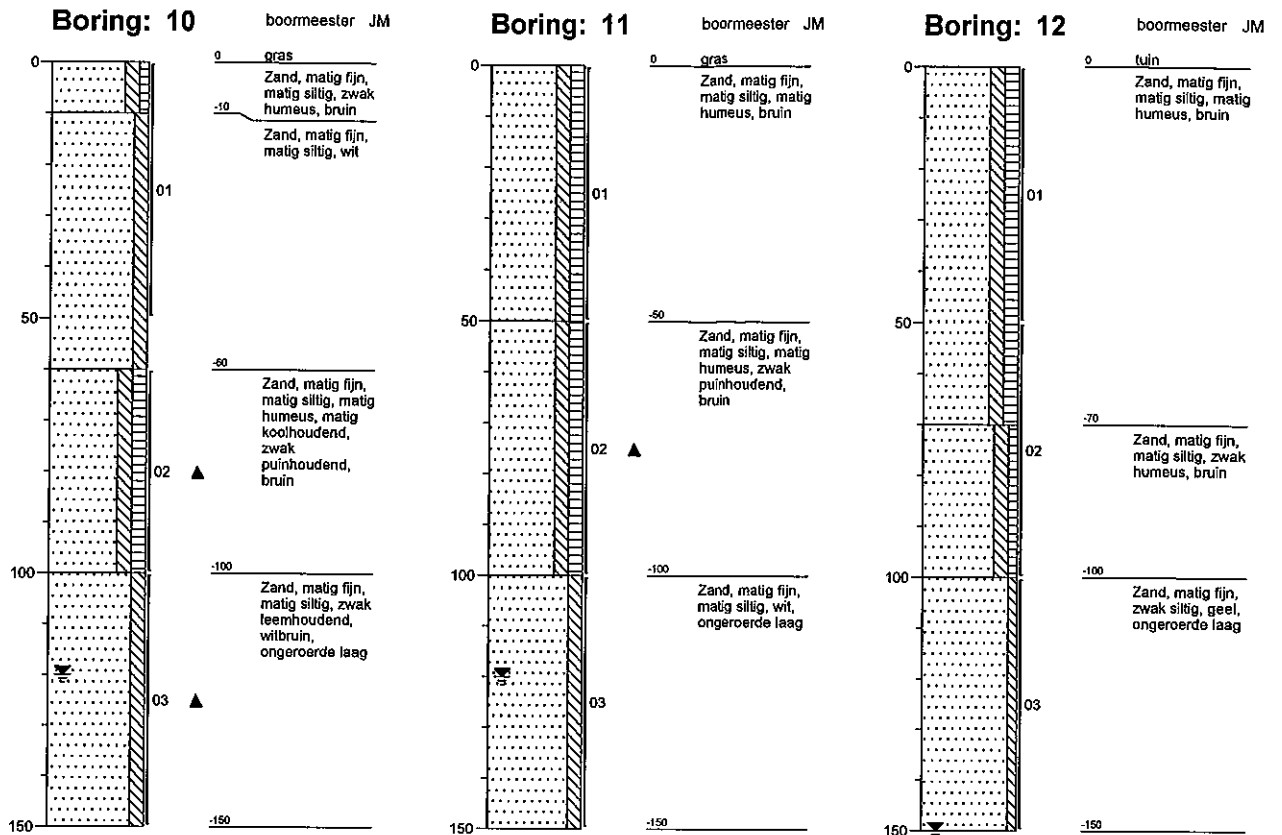 Boring: 10
boormeester JM
0
0 gras
Zand, matig fijn,
matig siltig, zwak
humeus, bruin
-10
Zand, matig fijn,
matig siltig, wit
01
50
-60
Zand, matig fijn,
matig siltig, matig
humeus, matig
koolhoudend,
zwak
puinhoudend,
bruin
02
100
-100
Zand, matig fijn,
matig siltig, zwak
leemhoudend,
witbruin,
ongeroerde laag
03
150
-150
Boring: 11
boormeester JM
0
0 gras
Zand, matig fijn,
matig siltig, matig
humeus, bruin
01
50
-50
Zand, matig fijn,
matig siltig, matig
humeus, zwak
puinhoudend,
bruin
02
100
-100
Zand, matig fijn,
matig siltig, wit,
ongeroerde laag
03
150
-150
Boring: 12
boormeester JM
0
0 tuin
Zand, matig fijn,
matig siltig, matig
humeus, bruin
01
50
-70
Zand, matig fijn,
matig siltig, zwak
humeus, bruin
02
100
-100
Zand, matig fijn,
zwak siltig, geel,
ongeroerde laag
03
150
-150